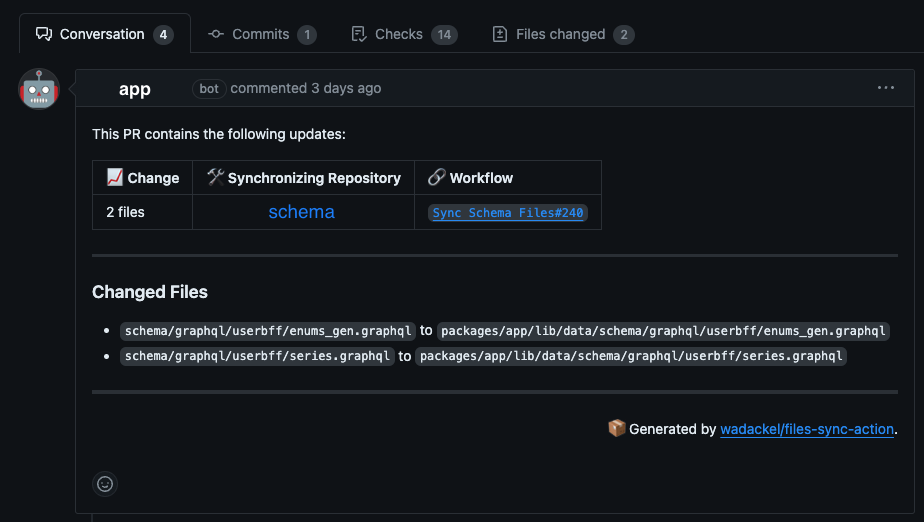 Conversation 4 Commits 1 Checks 14 Files changed 2
app bot commented 3 days ago
This PR contains the following updates:
Change Synchronizing Repository Workflow
2 files schema Sync Schema Files#240
Changed Files
schema/graphql/userbff/enums_gen.graphql to packages/app/lib/data/schema/graphql/userbff/enums_gen.graphql
schema/graphql/userbff/series.graphql to packages/app/lib/data/schema/graphql/userbff/series.graphql
Generated by wadackel/files-sync-action.